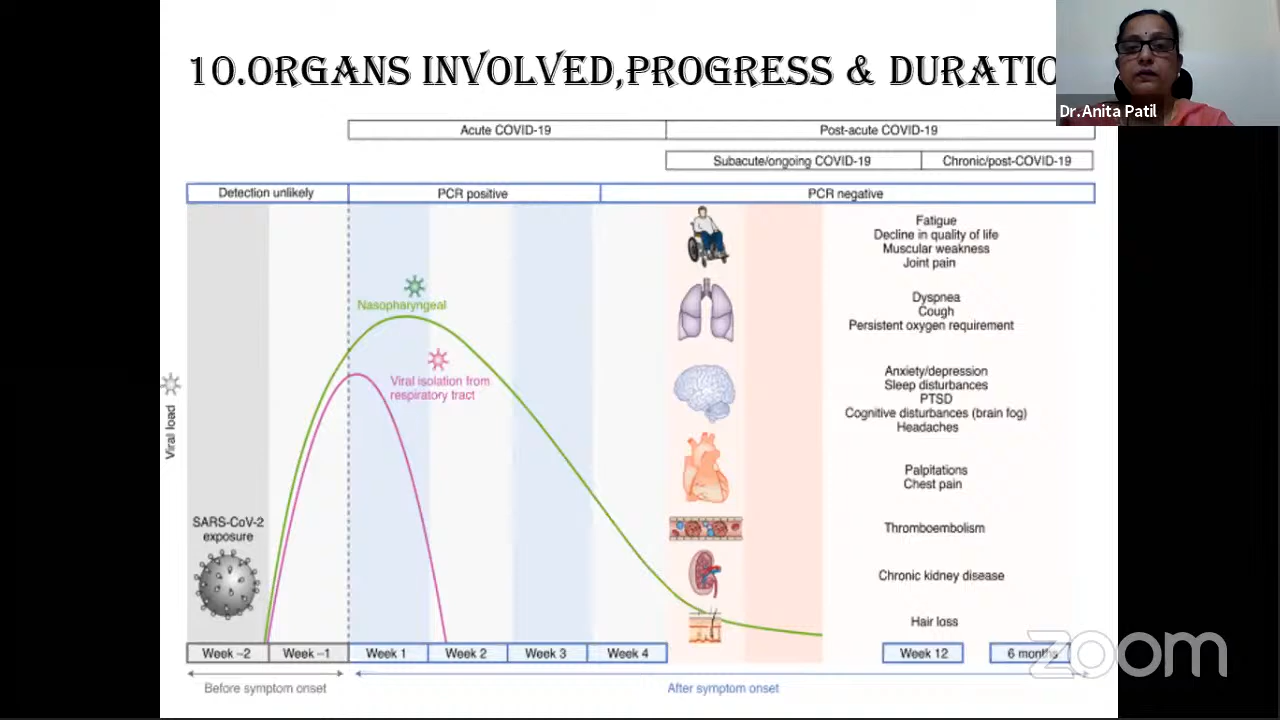 10.ORGANS INVOLVED,PROGRESS & DURATIO
Dr.Anita Patil
Acute COVID-19
Post-acute COVID-19
Subacute/ongoing COVID-19
Chronic/post-COVID-19
Detection unlikely
PCR positive
PCR negative
Fatigue
Decline in quality of life
Muscular weakness
Joint pain
Nasopharyngeal
Dyspnea
Cough
Persistent oxygen requirement
Viral isolation from
respiratory tract
Anxiety/depression
Sleep disturbances
PTSD
Cognitive disturbances (brain fog)
Headaches
Viral load
Palpitations
Chest pain
SARS-CoV-2
exposure
Thromboembolism
Chronic kidney disease
Hair loss
Week –2
Week –1
Week 1
Week 2
Week 3
Week 4
Week 12
6 months
zoom
Before symptom onset
After symptom onset